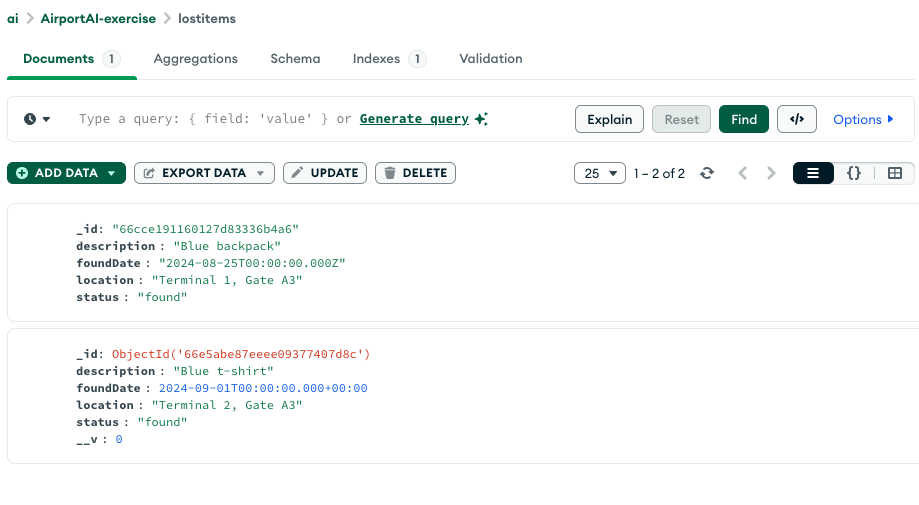 ai > AirportAI-exercise > lostitems
Documents 1 Aggregations Schema Indexes 1 Validation
Type a query: { field: 'value' } or Generate query Explain Reset Find </> Options
ADD DATA EXPORT DATA UPDATE DELETE 25 1 – 2 of 2 {}
_id: "66cce191160127d83336b4a6"
description : "Blue backpack"
foundDate : "2024-08-25T00:00:00.000Z"
location : "Terminal 1, Gate A3"
status : "found"
_id: ObjectId('66e5abe87eeee09377407d8c')
description : "Blue t-shirt"
foundDate : 2024-09-01T00:00:00.000+00:00
location : "Terminal 2, Gate A3"
status : "found"
__v : 0